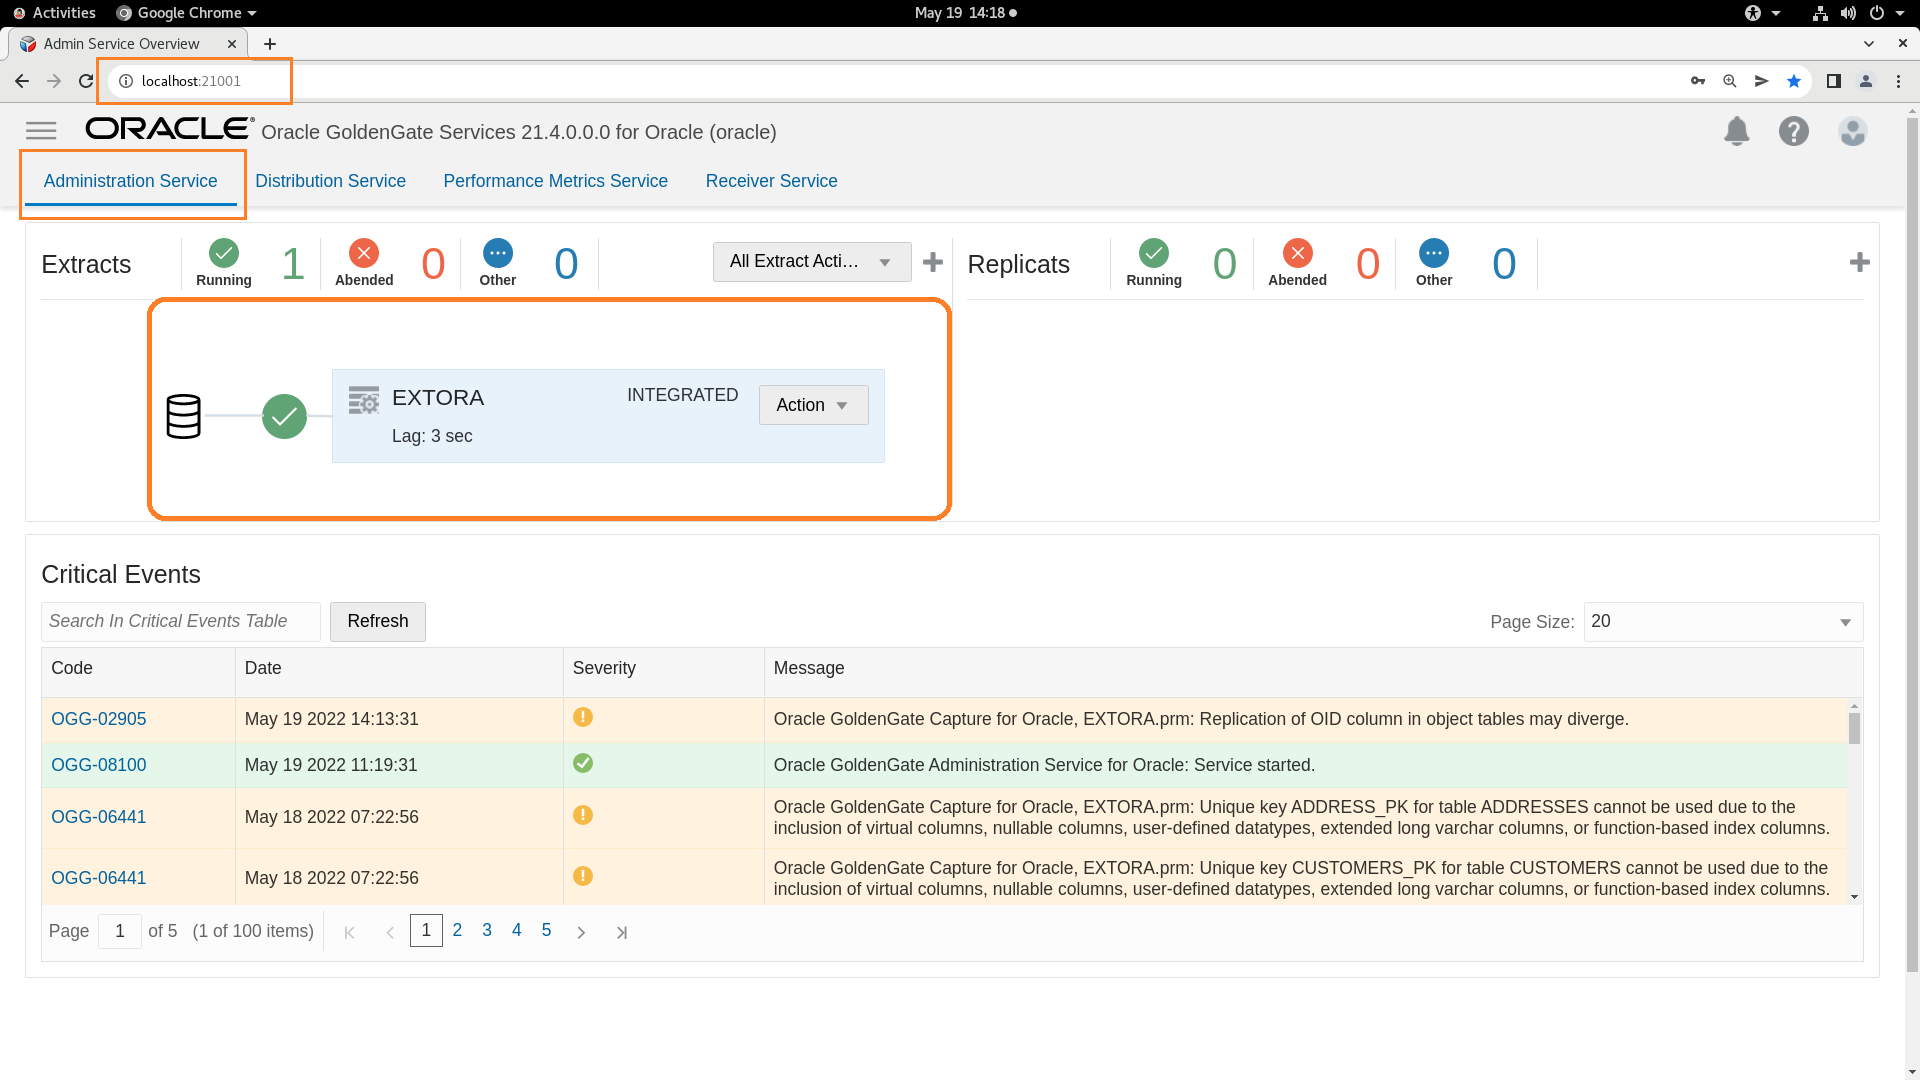 Activities
Google Chrome
May 19 14:18
Admin Service Overview
localhost:21001
ORACLE® Oracle GoldenGate Services 21.4.0.0.0 for Oracle (oracle)
Administration Service
Distribution Service
Performance Metrics Service
Receiver Service
Extracts
Running
1
Abended
0
Other
0
All Extract Acti...
Replicats
Running
0
Abended
0
Other
0
EXTORA
INTEGRATED
Action
Lag: 3 sec
Critical Events
Search In Critical Events Table
Refresh
Page Size:
20
Code Date Severity Message
OGG-02905 May 19 2022 14:13:31 Oracle GoldenGate Capture for Oracle, EXTORA.prm: Replication of OID column in object tables may diverge.
OGG-08100 May 19 2022 11:19:31 Oracle GoldenGate Administration Service for Oracle: Service started.
OGG-06441 May 18 2022 07:22:56 Oracle GoldenGate Capture for Oracle, EXTORA.prm: Unique key ADDRESS_PK for table ADDRESSES cannot be used due to the
inclusion of virtual columns, nullable columns, user-defined datatypes, extended long varchar columns, or function-based index columns.
OGG-06441 May 18 2022 07:22:56 Oracle GoldenGate Capture for Oracle, EXTORA.prm: Unique key CUSTOMERS_PK for table CUSTOMERS cannot be used due to the
inclusion of virtual columns, nullable columns, user-defined datatypes, extended long varchar columns, or function-based index columns.
Page 1 of 5 (1 of 100 items) 1 2 3 4 5